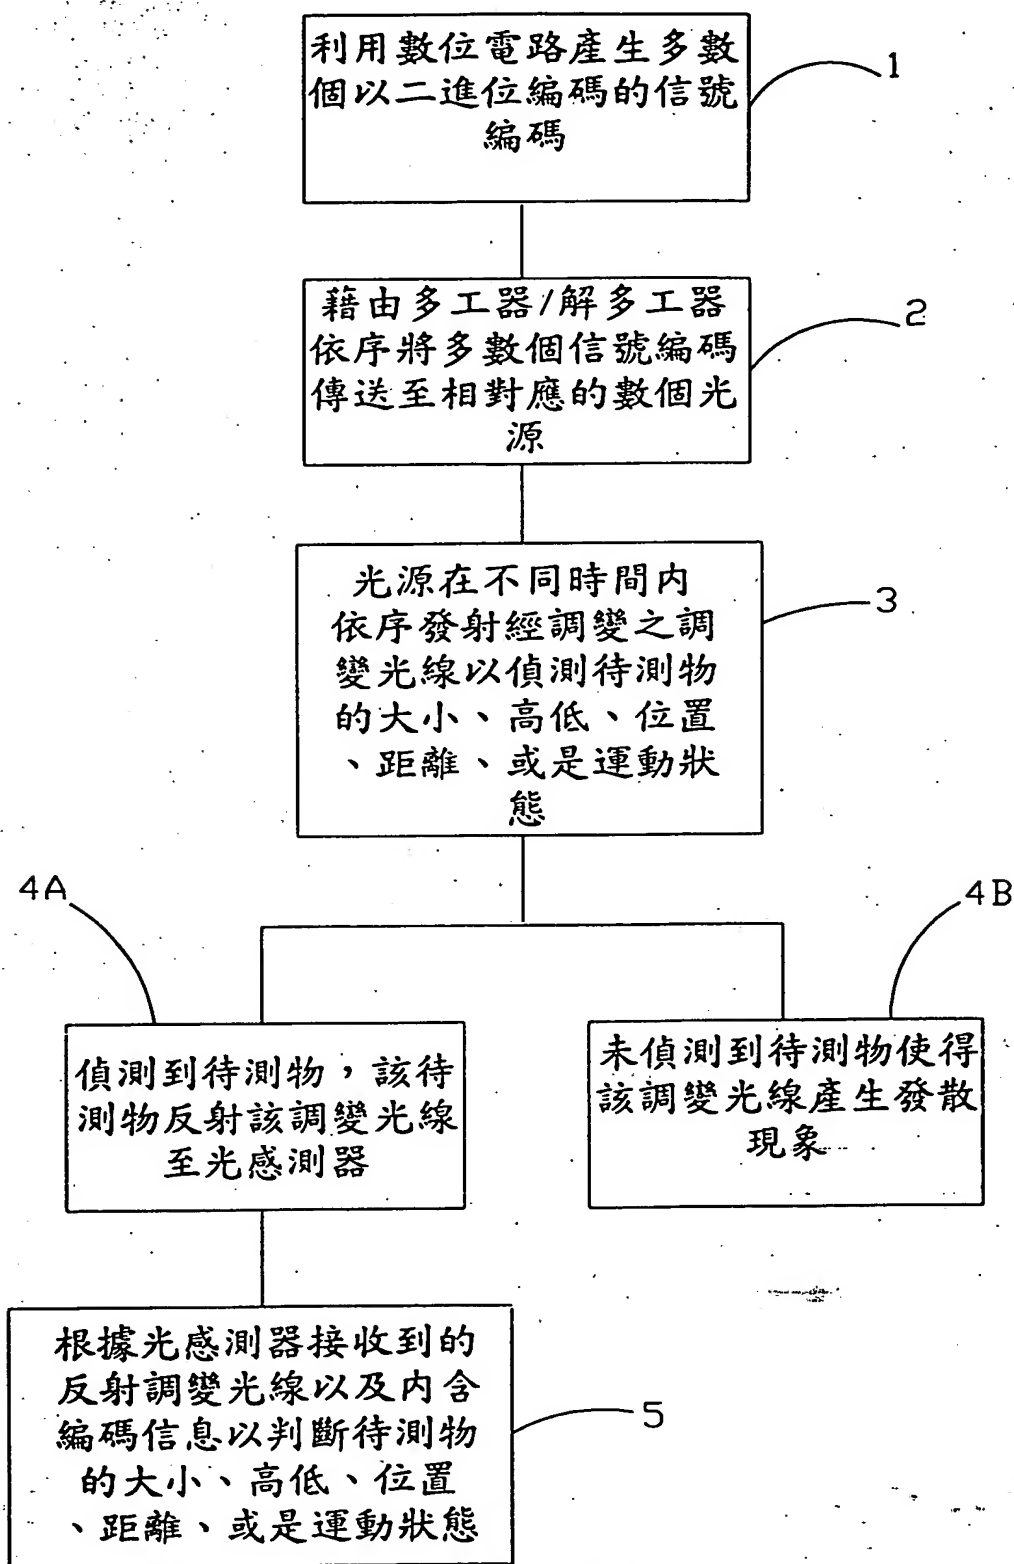 利用數位電路產生多數
個以二進位編碼的信號
編碼
1
藉由多工器/解多工器
依序將多數個信號編碼
傳送至相對應的數個光
源
2
光源在不同時間内
依序發射經調變之調
變光線以偵測待測物
的大小、高低、位置
、距離、或是運動狀
態
3
4A
4B
偵測到待測物，該待
測物反射該調變光線
至光感測器
未偵測到待測物使得
該調變光線產生發散
現象
根據光感測器接收到的
反射調變光線以及内含
編碼信息以判斷待測物
的大小、高低、位置
、距離、或是運動狀態
5